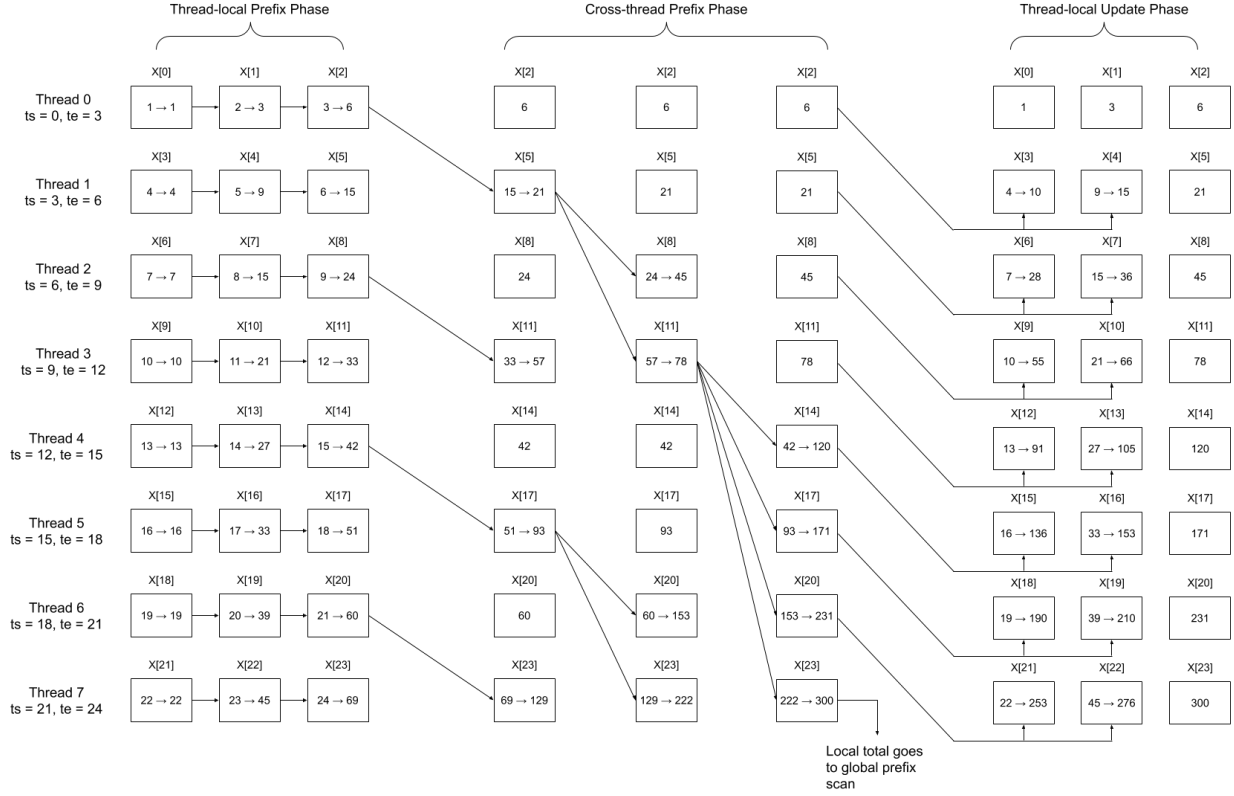 Thread-local Prefix Phase Cross-thread Prefix Phase Thread-local Update Phase
X[0] X[1] X[2] X[2] X[2] X[2] X[0] X[1] X[2]
Thread 0
ts = 0, te = 3
1 → 1 2 → 3 3 → 6 6 6 6 1 3 6
X[3] X[4] X[5] X[5] X[5] X[5] X[3] X[4] X[5]
Thread 1
ts = 3, te = 6
4 → 4 5 → 9 6 → 15 15 → 21 21 21 4 → 10 9 → 15 21
X[6] X[7] X[8] X[8] X[8] X[8] X[6] X[7] X[8]
Thread 2
ts = 6, te = 9
7 → 7 8 → 15 9 → 24 24 24 → 45 45 7 → 28 15 → 36 45
X[9] X[10] X[11] X[11] X[11] X[11] X[9] X[10] X[11]
Thread 3
ts = 9, te = 12
10 → 10 11 → 21 12 → 33 33 → 57 57 → 78 78 10 → 55 21 → 66 78
X[12] X[13] X[14] X[14] X[14] X[14] X[12] X[13] X[14]
Thread 4
ts = 12, te = 15
13 → 13 14 → 27 15 → 42 42 42 42 → 120 13 → 91 27 → 105 120
X[15] X[16] X[17] X[17] X[17] X[17] X[15] X[16] X[17]
Thread 5
ts = 15, te = 18
16 → 16 17 → 33 18 → 51 51 → 93 93 93 → 171 16 → 136 33 → 153 171
X[18] X[19] X[20] X[20] X[20] X[20] X[18] X[19] X[20]
Thread 6
ts = 18, te = 21
19 → 19 20 → 39 21 → 60 60 60 → 153 153 → 231 19 → 190 39 → 210 231
X[21] X[22] X[23] X[23] X[23] X[23] X[21] X[22] X[23]
Thread 7
ts = 21, te = 24
22 → 22 23 → 45 24 → 69 69 → 129 129 → 222 222 → 300 22 → 253 45 → 276 300
Local total goes
to global prefix
scan